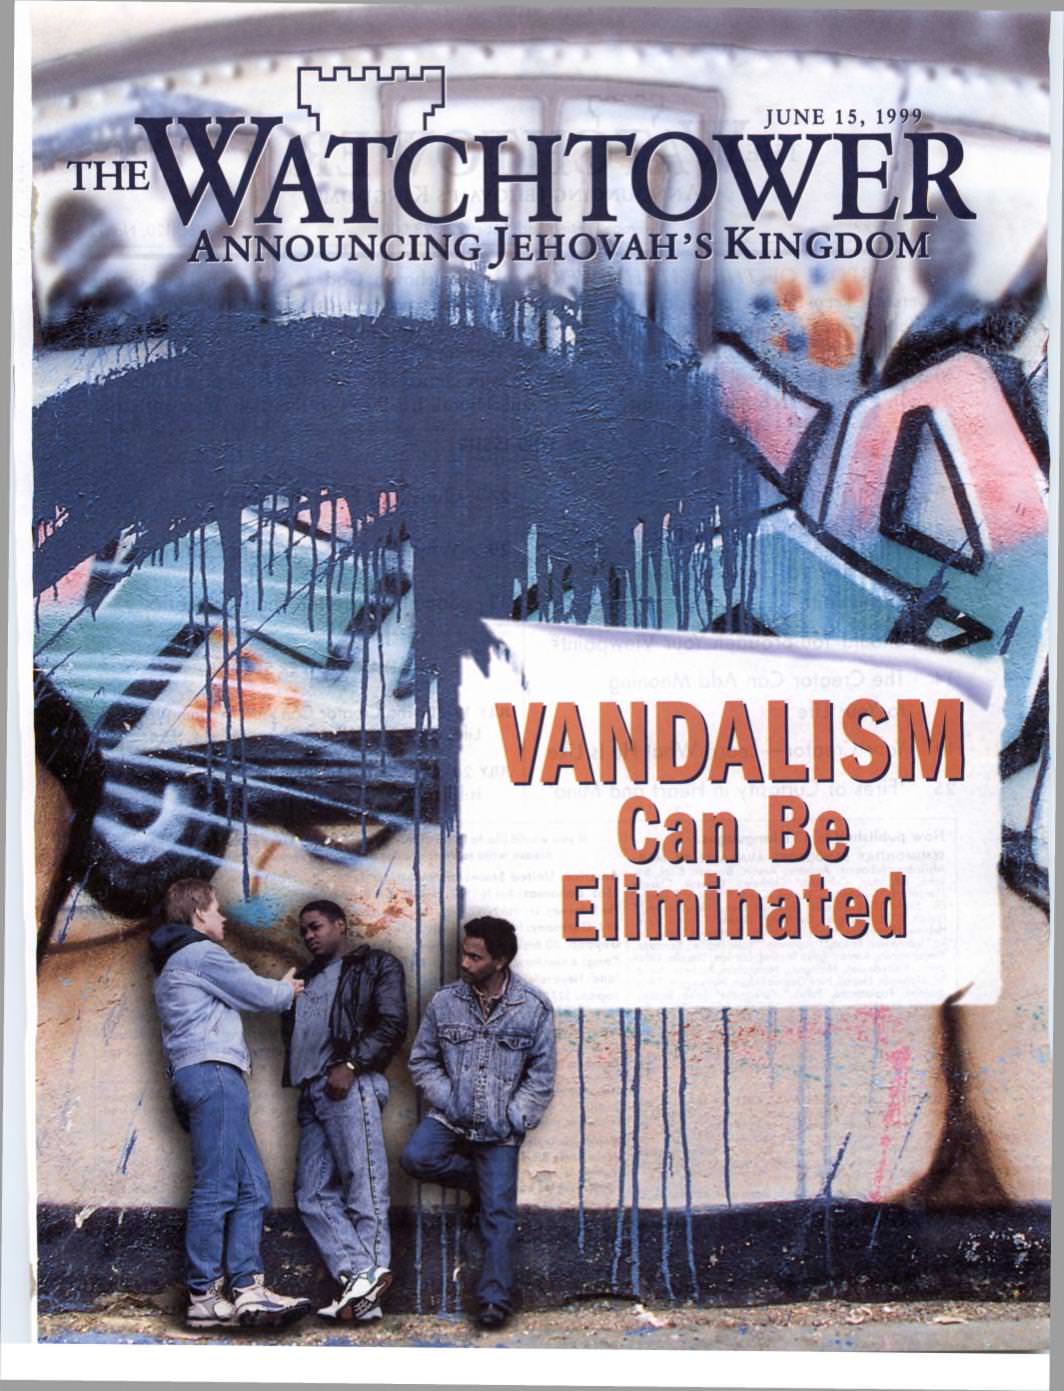 JUNE 15, 1999
THE WATCHTOWER
ANNOUNCING JEHOVAH'S KINGDOM
VANDALISM
Can Be
Eliminated